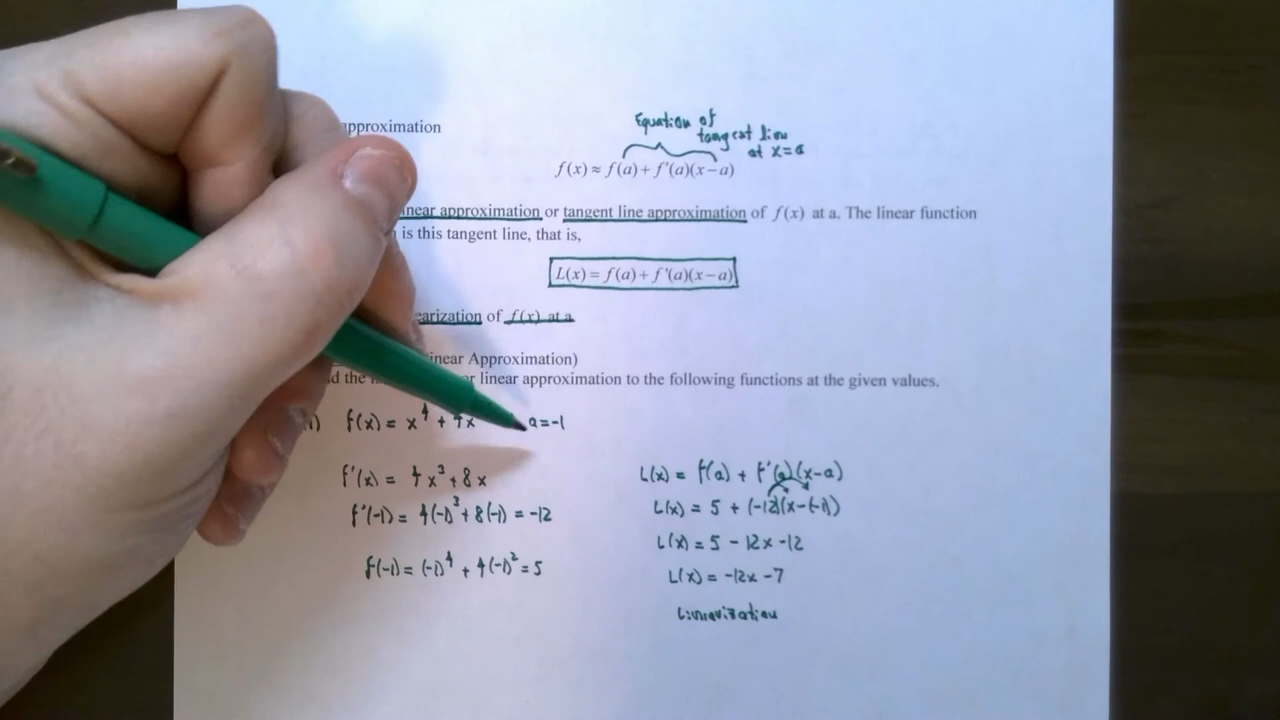 approximation
Equation of
tangent line
at x=a
f(x) ≈ f(a) + f'(a)(x−a)
linear approximation or tangent line approximation of f(x) at a. The linear function
is this tangent line, that is,
L(x) = f(a) + f'(a)(x−a)
of f(x) at a
Linear Approximation)
the linear approximation to the following functions at the given values.
f(x) = x⁴ + 4x a=-1
f'(x) = 4x³ + 8x
f'(-1) = 4(-1)³ + 8(-1) = -12
f(-1) = (-1)⁴ + 4(-1)² = 5
L(x) = f(a) + f'(a)(x-a)
L(x) = 5 + (-12)(x-(-1))
L(x) = 5 - 12x - 12
L(x) = -12x - 7
Linearization